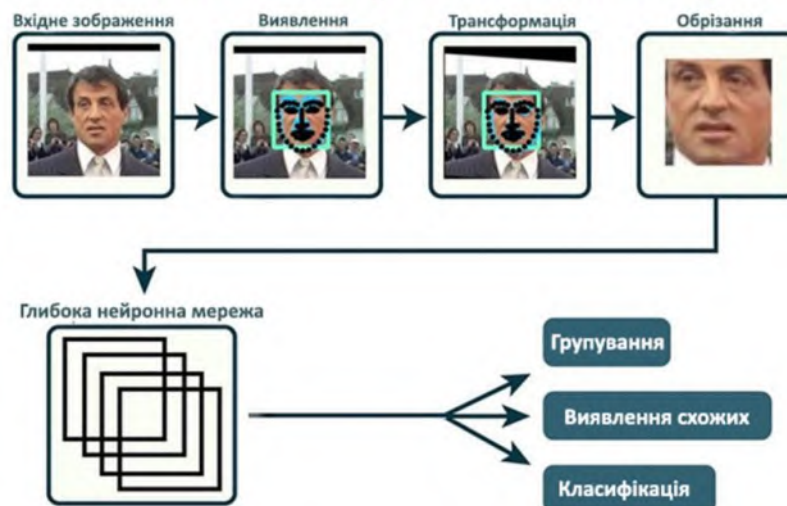 Вхідне зображення
Виявлення
Трансформація
Обрізання
Глибока нейронна мережа
Групування
Виявлення схожих
Класифікація